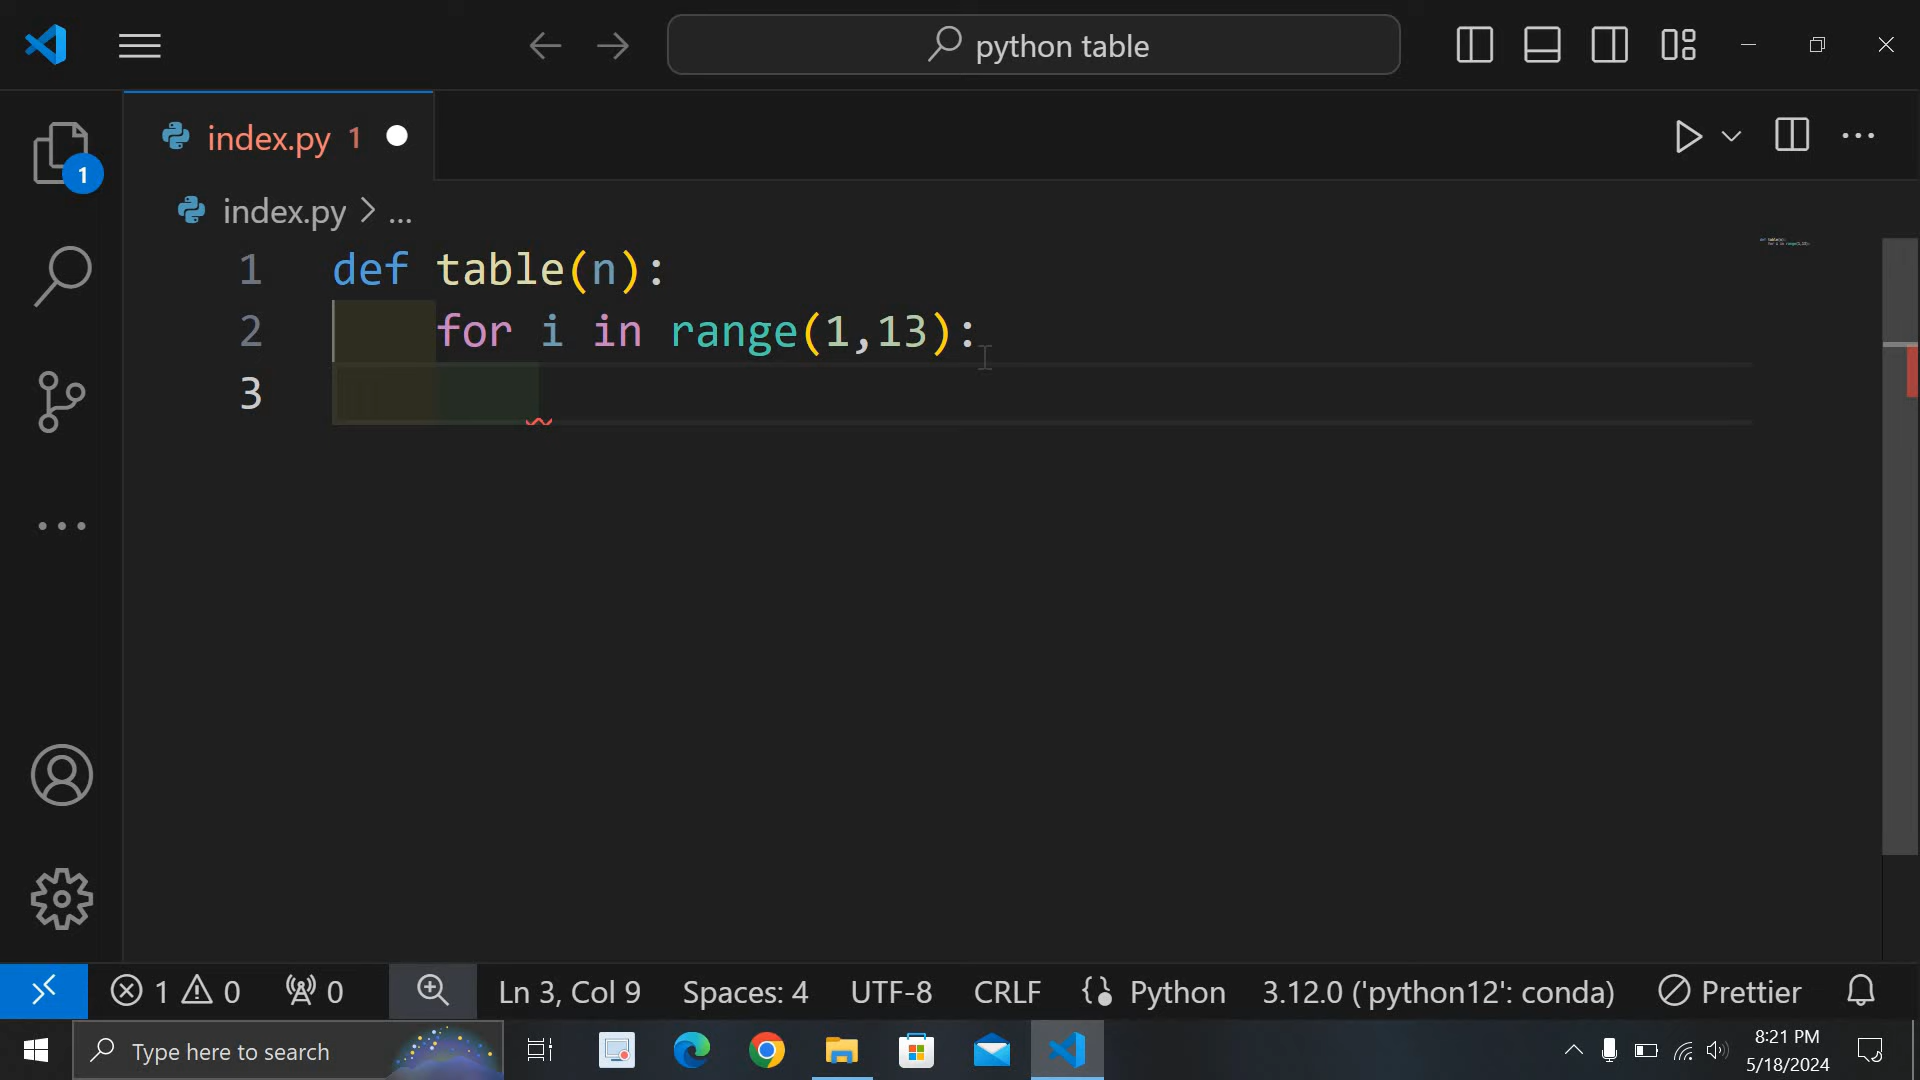 python table
index.py 1
1
index.py > ...
1 def table(n):
2     for i in range(1,13):
3
1 0 0 Ln 3, Col 9 Spaces: 4 UTF-8 CRLF Python 3.12.0 ('python12': conda) Prettier
Type here to search
8:21 PM
5/18/2024